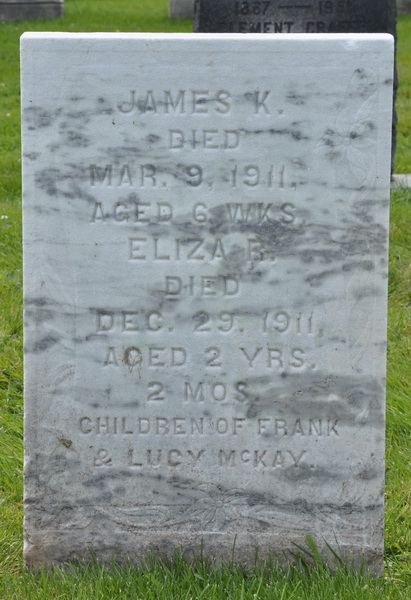 JAMES K.
DIED
MAR. 9, 1911,
AGED 6 WKS.
ELIZA B.
DIED
DEC. 29, 1911,
AGED 2 YRS.
2 MOS.
CHILDREN OF FRANK
& LUCY McKAY.
CLEMENT